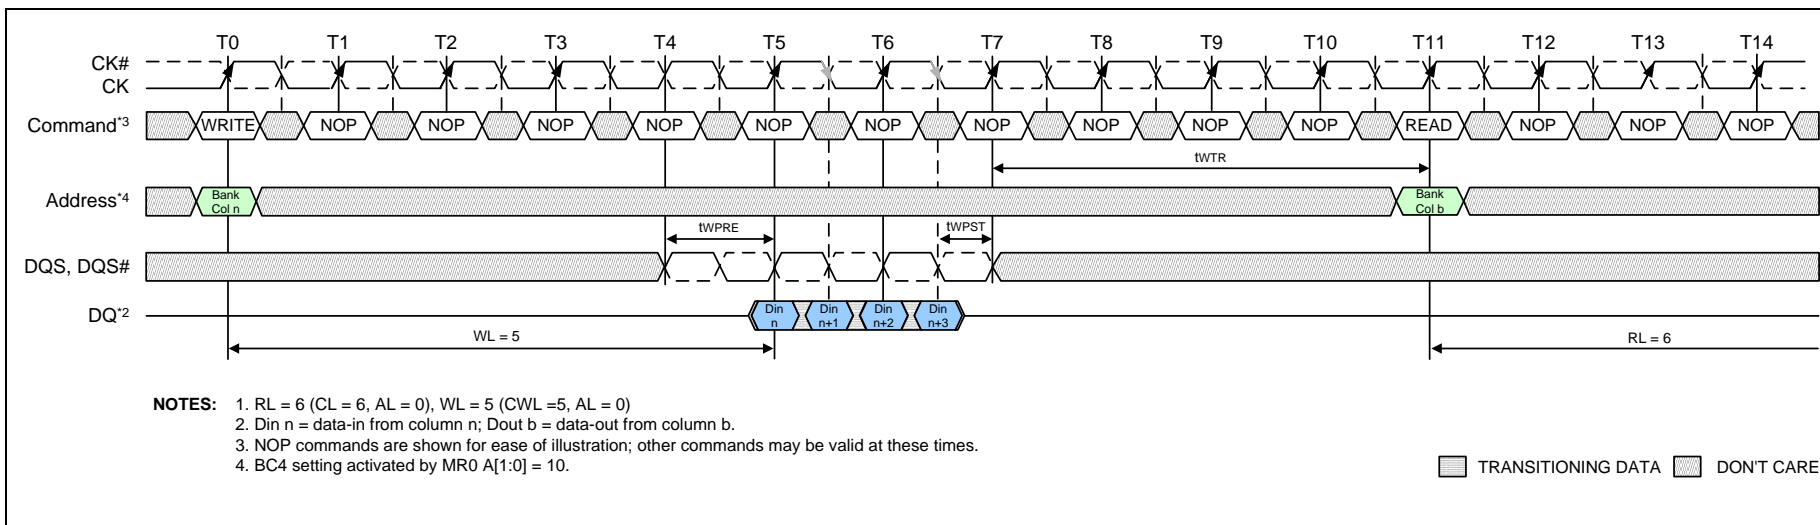 T0 T1 T2 T3 T4 T5 T6 T7 T8 T9 T10 T11 T12 T13 T14
CK#
CK
Command*3 WRITE NOP NOP NOP NOP NOP NOP NOP NOP NOP NOP READ NOP NOP NOP
tWTR
Address*4 Bank Col n Bank Col b
tWPRE tWPST
DQS, DQS#
DQ*2 Din n Din n+1 Din n+2 Din n+3
WL = 5 RL = 6
NOTES: 1. RL = 6 (CL = 6, AL = 0), WL = 5 (CWL =5, AL = 0)
2. Din n = data-in from column n; Dout b = data-out from column b.
3. NOP commands are shown for ease of illustration; other commands may be valid at these times.
4. BC4 setting activated by MR0 A[1:0] = 10.
TRANSITIONING DATA DON'T CARE